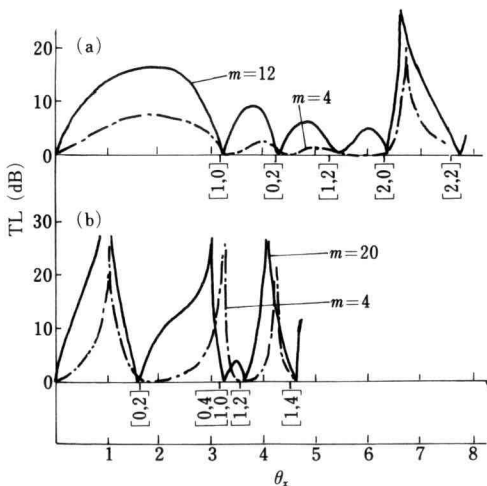 (a)
20
TL (dB)
10
0
m=12
m=4
[1,0]
[0,2]
[1,2]
[2,0]
[2,2]
(b)
30
20
10
0
m=20
m=4
[0,2]
[0,4]
[1,0]
[1,2]
[1,4]
0 1 2 3 4 5 6 7 8
θx